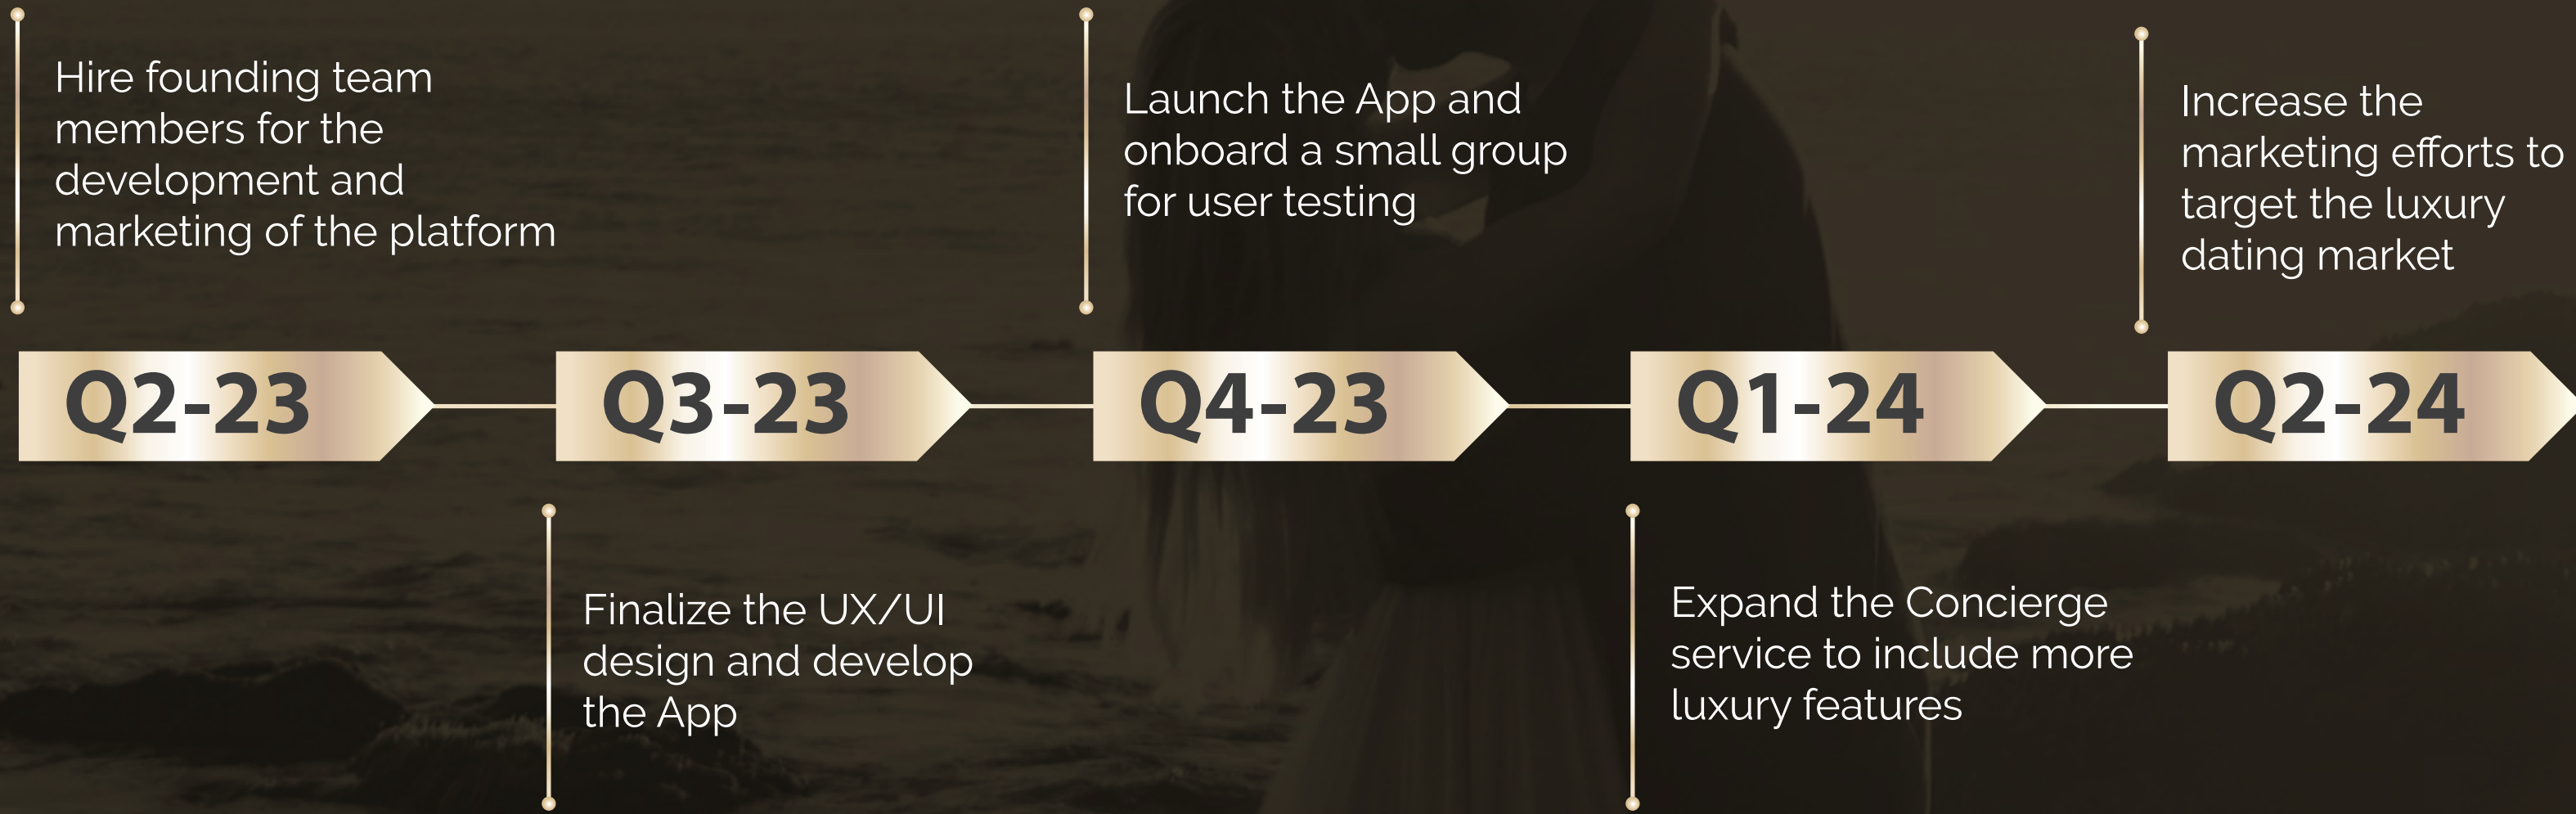 Hire founding team
members for the
development and
marketing of the platform
Launch the App and
onboard a small group
for user testing
Increase the
marketing efforts to
target the luxury
dating market
Q2-23
Q3-23
Q4-23
Q1-24
Q2-24
Finalize the UX/UI
design and develop
the App
Expand the Concierge
service to include more
luxury features